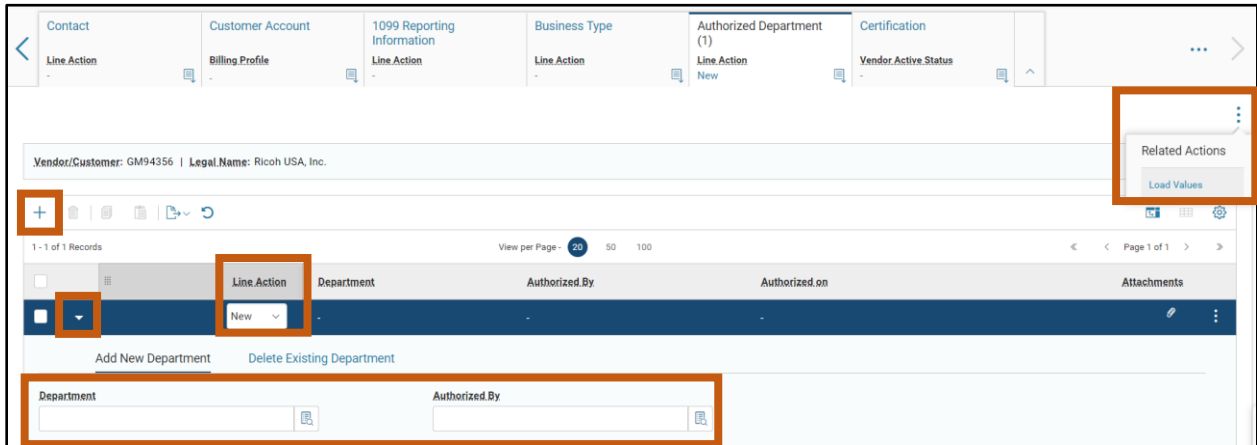 Contact
Customer Account
1099 Reporting
Information
Business Type
Authorized Department
(1)
Certification
Line Action
-
Billing Profile
-
Line Action
-
Line Action
-
Line Action
New
Vendor Active Status
-
Related Actions
Load Values
Vendor/Customer: GM94356 | Legal Name: Ricoh USA, Inc.
1 - 1 of 1 Records
View per Page - 20 50 100
Page 1 of 1
Line Action Department Authorized By Authorized on Attachments
New - - -
Add New Department Delete Existing Department
Department Authorized By